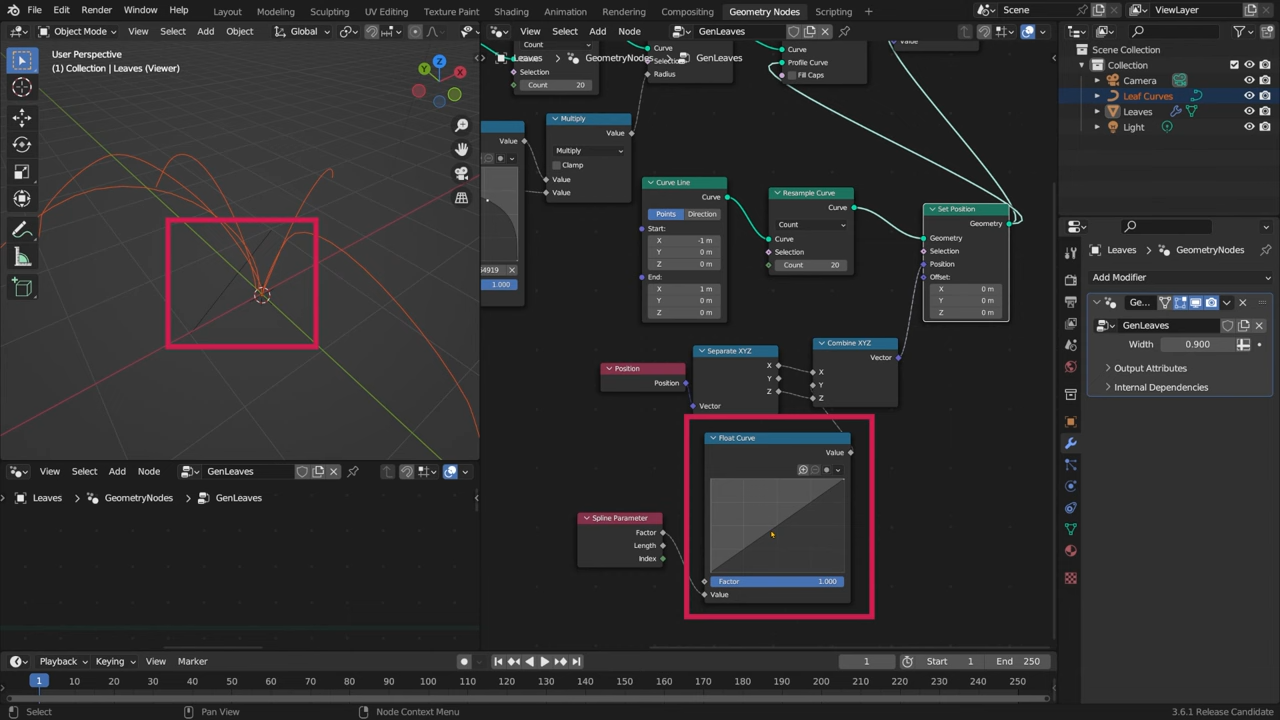 File Edit Render Window Help Layout Modeling Sculpting UV Editing Texture Paint Shading Animation Rendering Compositing Geometry Nodes Scripting Scene ViewLayer
Object Mode View Select Add Object Global
View Select Add Node GenLeaves
User Perspective
(1) Collection | Leaves (Viewer)
Z
Y
X
Count
Selection
Count 20
Curve
Radius
Curve
Profile Curve
Fill Caps
Leaves > GeometryNodes > GenLeaves
Value
Multiply
Value
Multiply
Clamp
Value
Value
64919
1.000
Curve Line
Curve
Points Direction
Start:
X -1 m
Y 0 m
Z 0 m
End:
X 1 m
Y 0 m
Z 0 m
Resample Curve
Curve
Count
Curve
Selection
Count 20
Set Position
Geometry
Geometry
Selection
Position
Offset:
X 0 m
Y 0 m
Z 0 m
Position
Position
Separate XYZ
X
Y
Z
Vector
Combine XYZ
Vector
X
Y
Z
Float Curve
Value
Factor 1.000
Value
Spline Parameter
Factor
Length
Index
Scene Collection
Collection
Camera
Leaf Curves
Leaves
Light
Leaves > GeometryNodes
Add Modifier
Ge...
GenLeaves
Width 0.900
Output Attributes
Internal Dependencies
View Select Add Node GenLeaves
Leaves > GeometryNodes > GenLeaves
Playback Keying View Marker 1 Start 1 End 250
1 10 20 30 40 50 60 70 80 90 100 110 120 130 140 150 160 170 180 190 200 210 220 230 240 250
Select Pan View Node Context Menu 3.6.1 Release Candidate